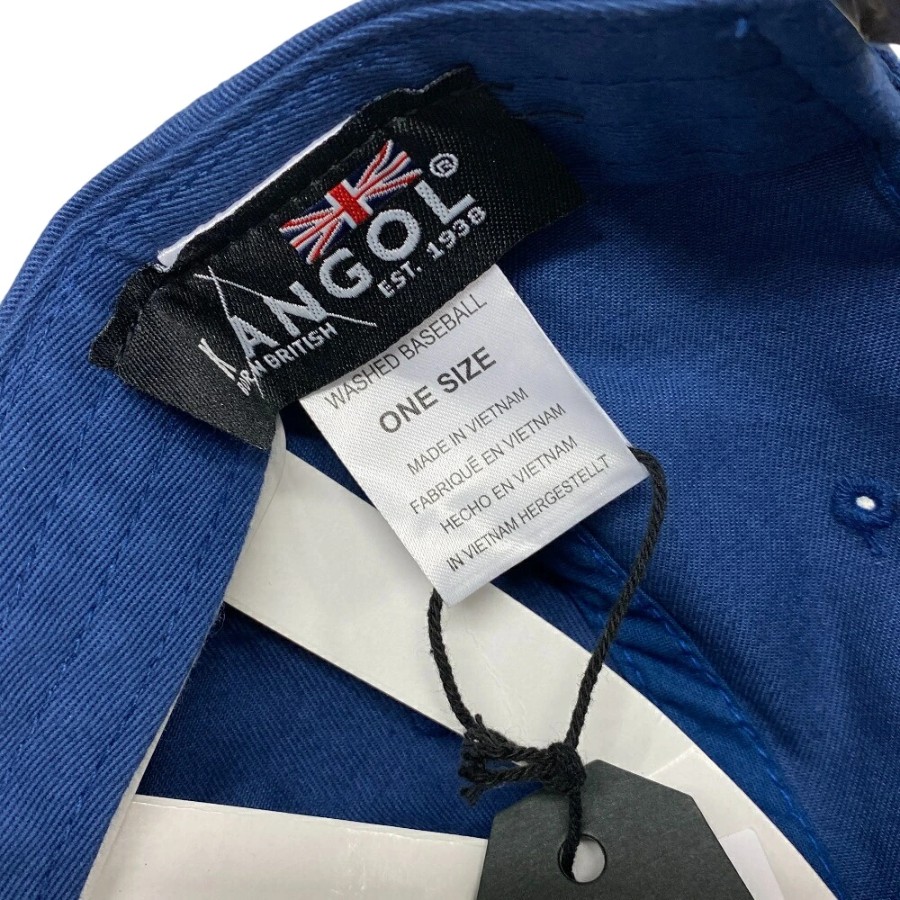 KANGOL®
EST. 1938
BORN BRITISH
WASHED BASEBALL
ONE SIZE
MADE IN VIETNAM
FABRIQUÉ EN VIETNAM
HECHO EN VIETNAM
IN VIETNAM HERGESTELLT